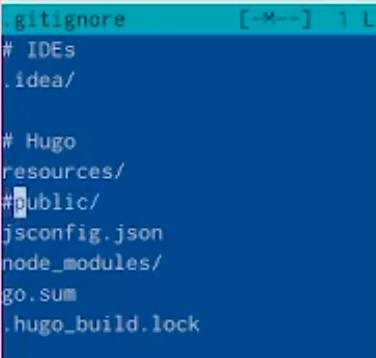 .gitignore [-M--] 1 L
# IDEs
.idea/
# Hugo
resources/
#public/
jsconfig.json
node_modules/
go.sum
.hugo_build.lock